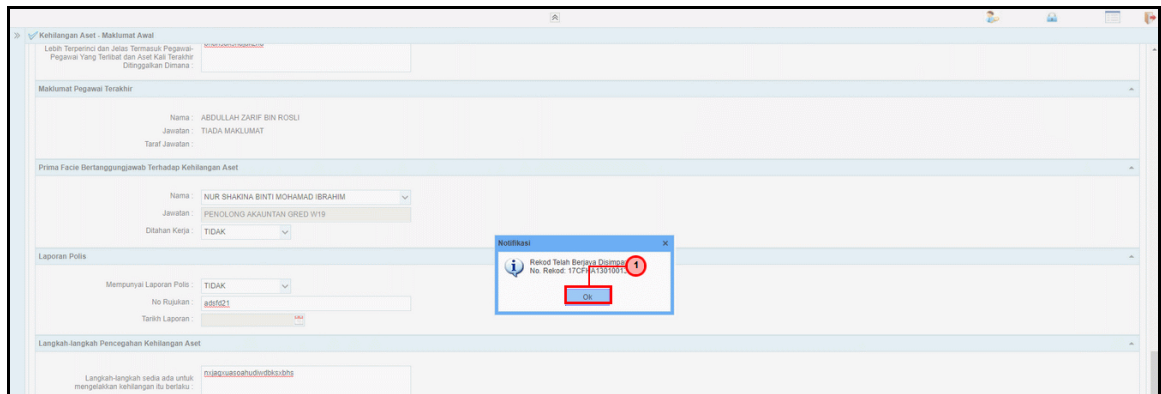 Kehilangan Aset - Maklumat Awal
Lebih Terperinci dan Jelas Termasuk Pegawai-
Pegawai Yang Terlibat dan Aset Kali Terakhir
Ditinggalkan Dimana :
Maklumat Pegawai Terakhir
Nama : ABDULLAH ZARIF BIN ROSLI
Jawatan : TIADA MAKLUMAT
Taraf Jawatan :
Prima Facie Bertanggungjawab Terhadap Kehilangan Aset
Nama : NUR SHAKINA BINTI MOHAMAD IBRAHIM
Jawatan : PENOLONG AKAUNTAN GRED W19
Ditahan Kerja : TIDAK
Notifikasi
Rekod Telah Berjaya Disimpa
No. Rekod:
1
Ok
Laporan Polis
Mempunyai Laporan Polis : TIDAK
No Rujukan : adsfd21
Tarikh Laporan :
Langkah-langkah Pencegahan Kehilangan Aset
Langkah-langkah sedia ada untuk
mengelakkan kehilangan itu berlaku :